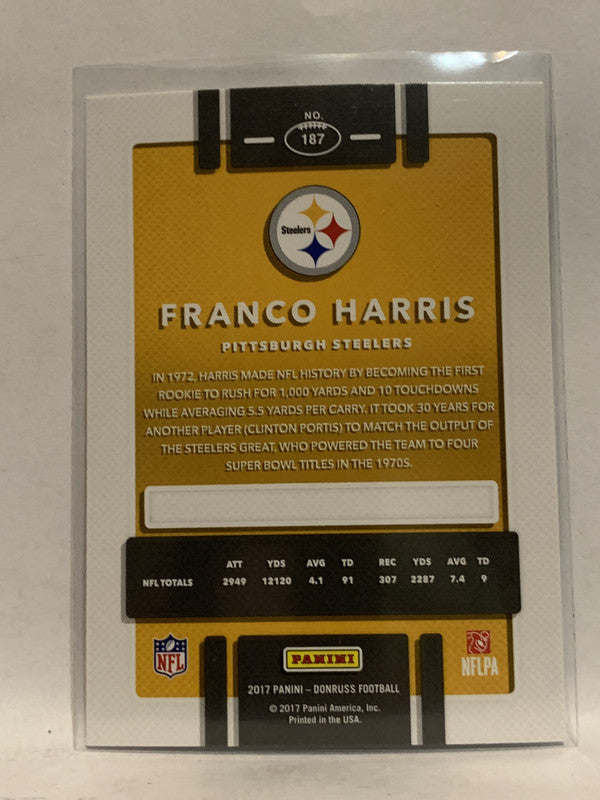 NO.
187
Steelers
FRANCO HARRIS
PITTSBURGH STEELERS
IN 1972, HARRIS MADE NFL HISTORY BY BECOMING THE FIRST
ROOKIE TO RUSH FOR 1,000 YARDS AND 10 TOUCHDOWNS
WHILE AVERAGING 5.5 YARDS PER CARRY. IT TOOK 30 YEARS FOR
ANOTHER PLAYER (CLINTON PORTIS) TO MATCH THE OUTPUT OF
THE STEELERS GREAT, WHO POWERED THE TEAM TO FOUR
SUPER BOWL TITLES IN THE 1970S.
ATT YDS AVG TD REC YDS AVG TD
NFL TOTALS 2949 12120 4.1 91 307 2287 7.4 9
NFL
PANINI
NFLPA
2017 PANINI – DONRUSS FOOTBALL
© 2017 Panini America, Inc.
Printed in the USA.